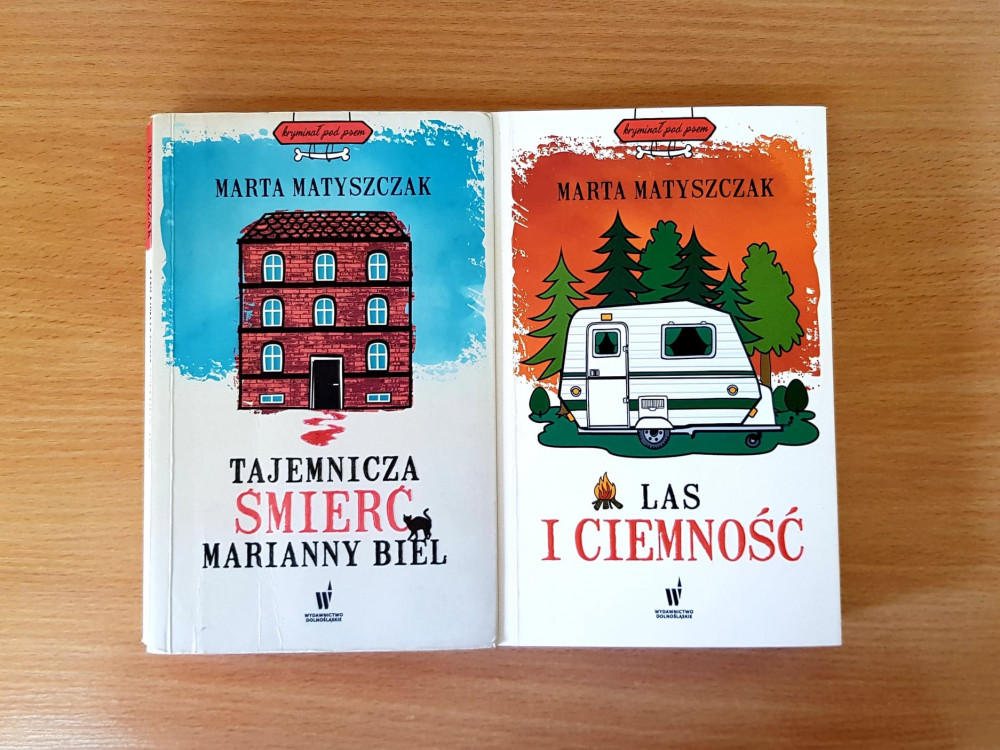 kryminał pod psem
MARTA MATYSZCZAK
TAJEMNICZA
ŚMIERĆ
MARIANNY BIEL
WYDAWNICTWO
DOLNOŚLĄSKIE
kryminał pod psem
MARTA MATYSZCZAK
LAS
I CIEMNOŚĆ
WYDAWNICTWO
DOLNOŚLĄSKIE